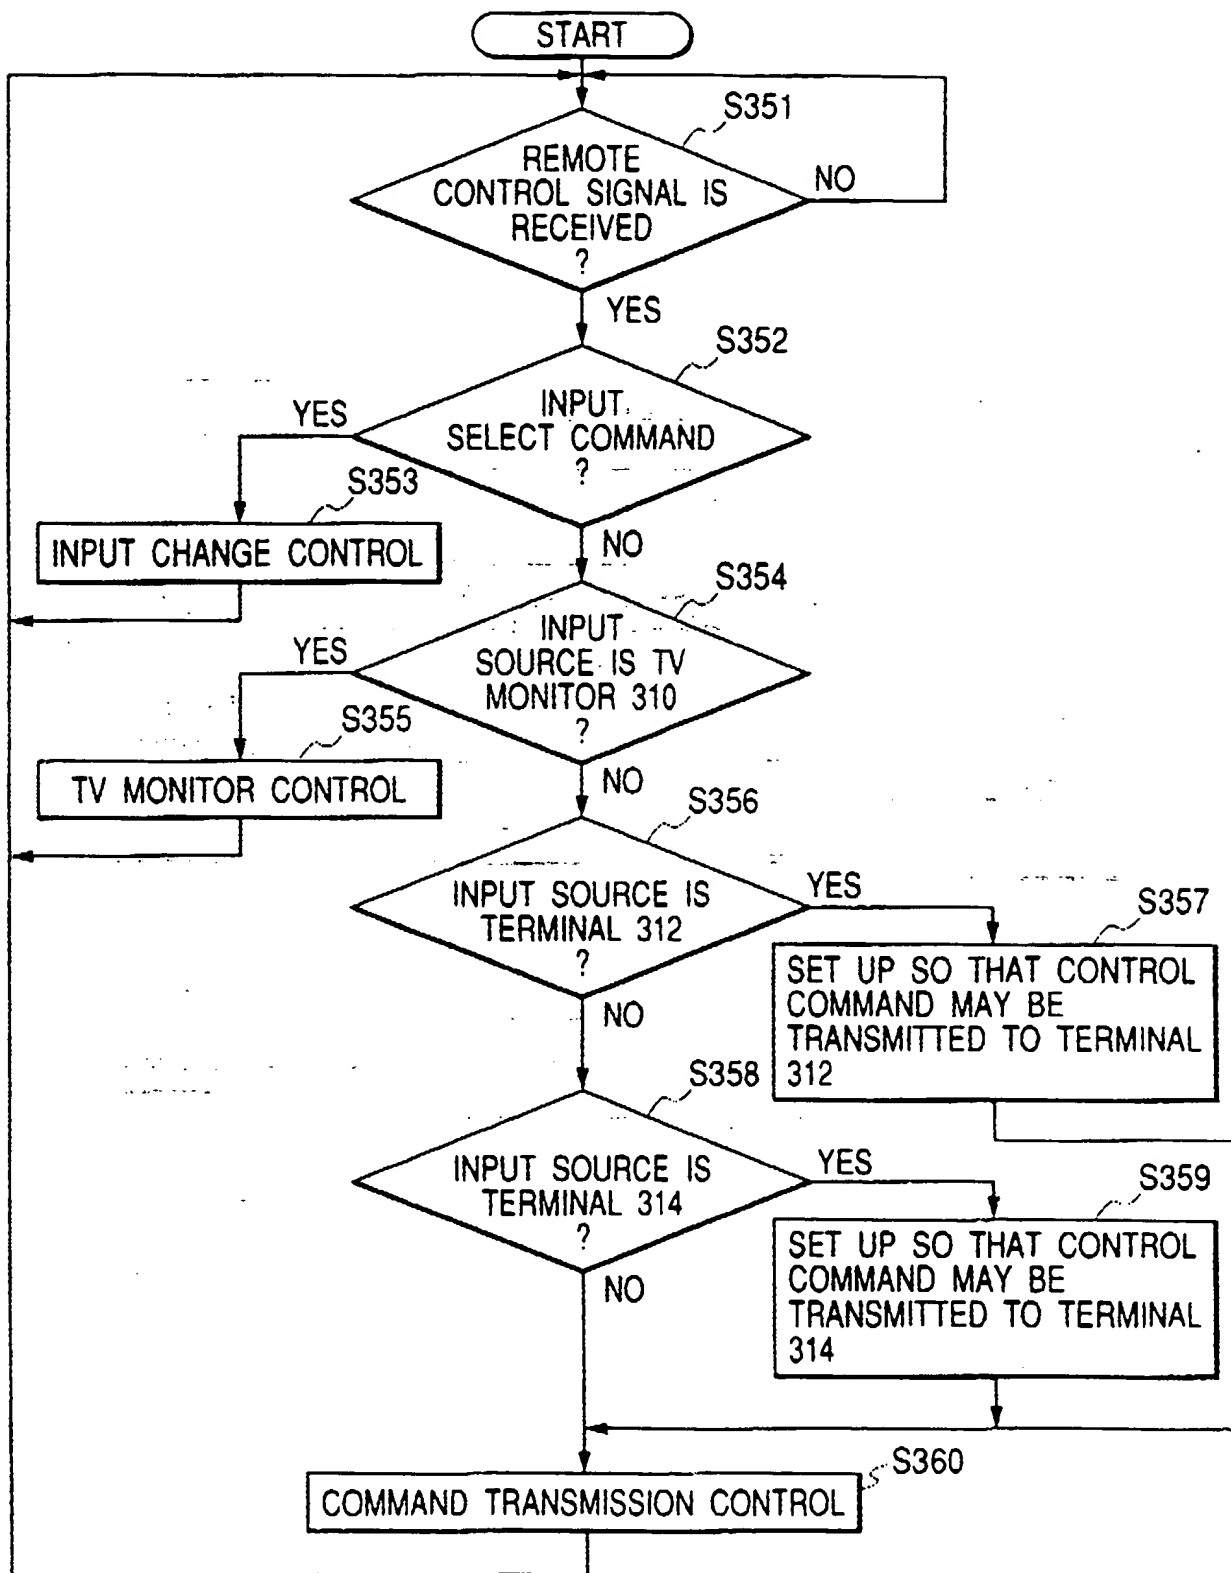 START
S351
REMOTE
CONTROL SIGNAL IS
RECEIVED
?
NO
YES
S352
INPUT
SELECT COMMAND
?
YES
S353
INPUT CHANGE CONTROL
NO
S354
INPUT
SOURCE IS TV
MONITOR 310
?
YES
S355
TV MONITOR CONTROL
NO
S356
INPUT SOURCE IS
TERMINAL 312
?
YES
S357
SET UP SO THAT CONTROL
COMMAND MAY BE
TRANSMITTED TO TERMINAL
312
NO
S358
INPUT SOURCE IS
TERMINAL 314
?
YES
S359
SET UP SO THAT CONTROL
COMMAND MAY BE
TRANSMITTED TO TERMINAL
314
NO
S360
COMMAND TRANSMISSION CONTROL